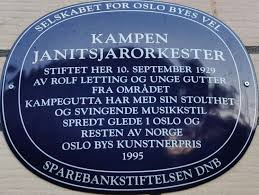 SELSKABET FOR OSLO BYES VEL
KAMPEN
JANITSJARORKESTER
STIFTET HER 10. SEPTEMBER 1929
AV ROLF LETTING OG UNGE GUTTER
FRA OMRÅDET
KAMPEGUTTA HAR MED SIN STOLTHET
OG SVINGENDE MUSIKKSTIL
SPREDT GLEDE I OSLO OG
RESTEN AV NORGE
OSLO BYS KUNSTNERPRIS
1995
SPAREBANKSTIFTELSEN DNB